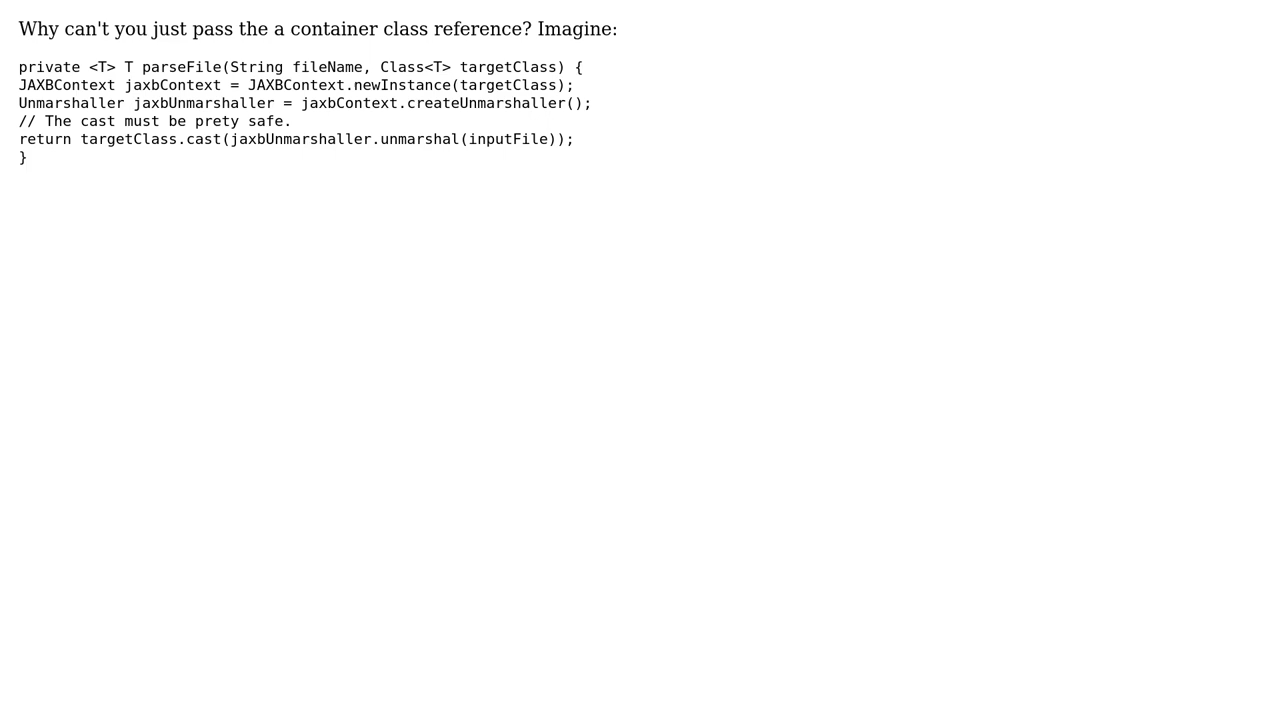 Why can't you just pass the a container class reference? Imagine:
private <T> T parseFile(String fileName, Class<T> targetClass) {
JAXBContext jaxbContext = JAXBContext.newInstance(targetClass);
Unmarshaller jaxbUnmarshaller = jaxbContext.createUnmarshaller();
// The cast must be prety safe.
return targetClass.cast(jaxbUnmarshaller.unmarshal(inputFile));
}